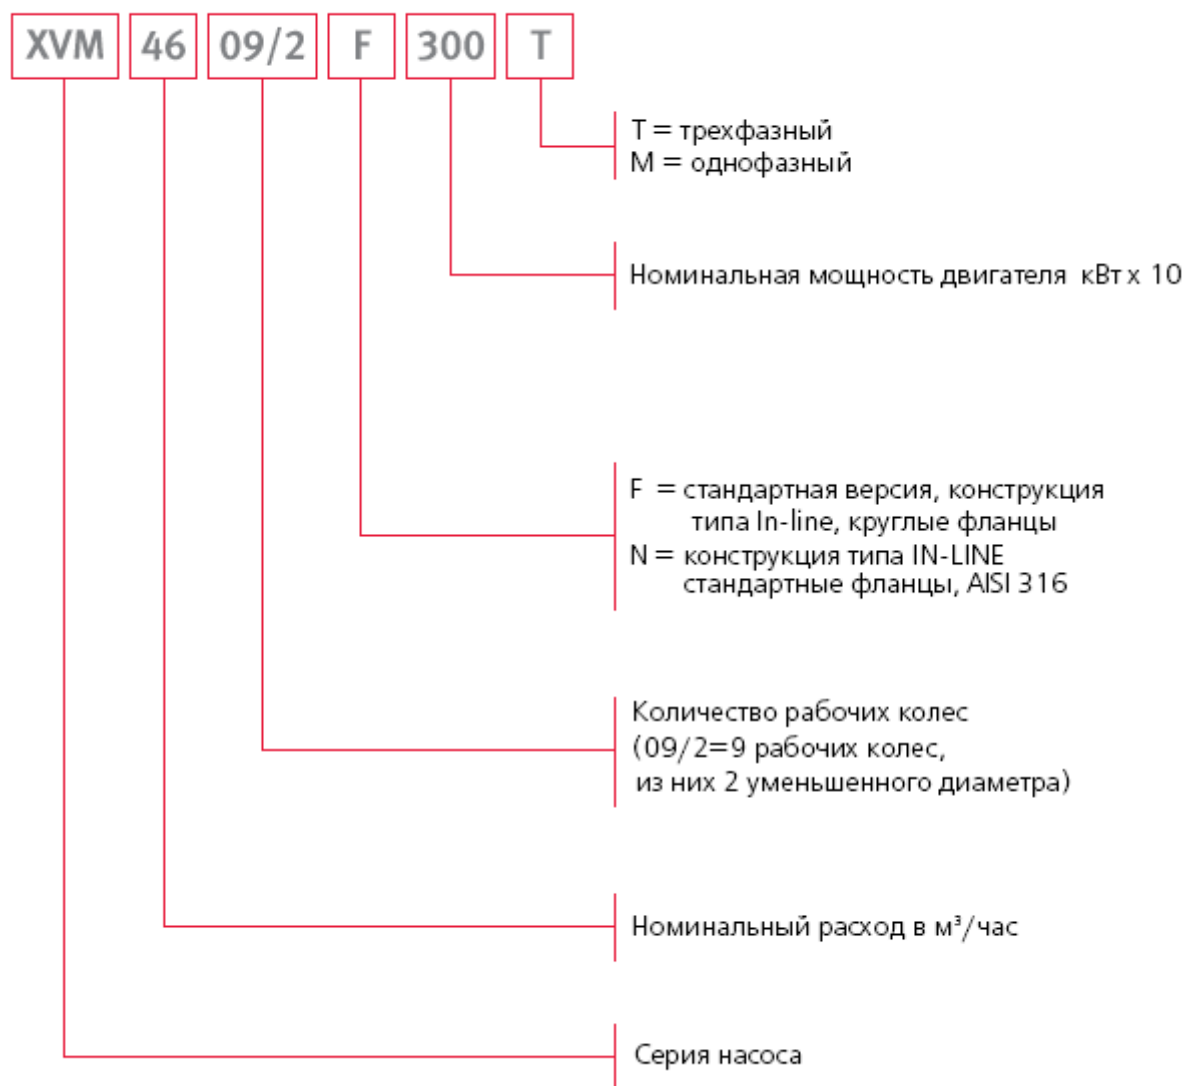 XVM 46 09/2 F 300 T
T = трехфазный
M = однофазный
Номинальная мощность двигателя кВт х 10
F = стандартная версия, конструкция
типа In-line, круглые фланцы
N = конструкция типа IN-LINE
стандартные фланцы, AISI 316
Количество рабочих колес
(09/2=9 рабочих колес,
из них 2 уменьшенного диаметра)
Номинальный расход в м³/час
Серия насоса